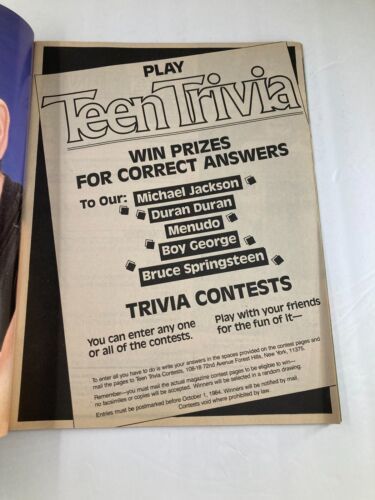 PLAY
Teen Trivia
WIN PRIZES
FOR CORRECT ANSWERS
To Our: Michael Jackson
Duran Duran
Menudo
Boy George
Bruce Springsteen
TRIVIA CONTESTS
You can enter any one
or all of the contests.
Play with your friends
for the fun of it—
To enter all you have to do is write your answers in the spaces provided on the contest pages and
mail the pages to Teen Trivia Contests, 108-18 72nd Avenue Forest Hills, New York, 11375.
Remember—you must mail the actual magazine contest pages to be eligible to win—
no facsimiles or copies will be accepted. Winners will be selected in a random drawing.
Entries must be postmarked before October 1, 1984. Winners will be notified by mail.
Contests void where prohibited by law.